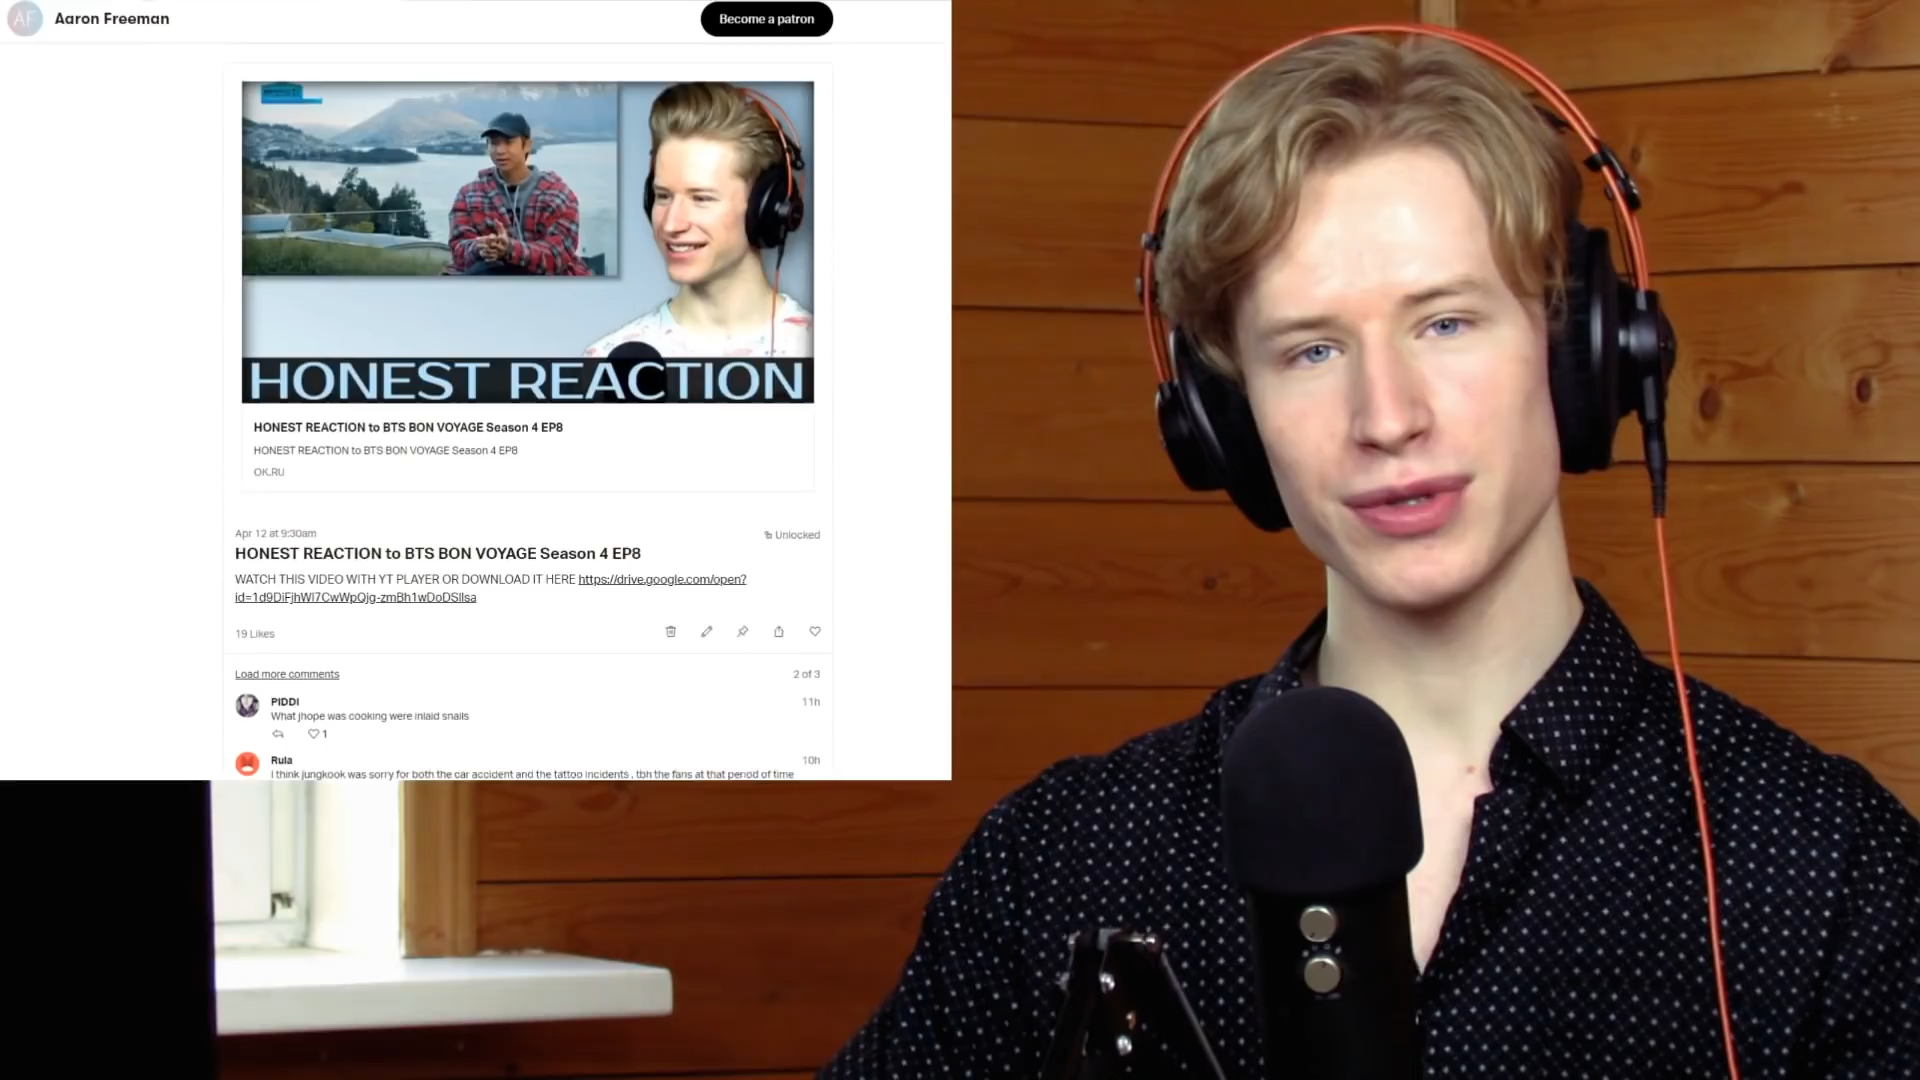 AF
Aaron Freeman
Become a patron
HONEST REACTION
HONEST REACTION to BTS BON VOYAGE Season 4 EP8
HONEST REACTION to BTS BON VOYAGE Season 4 EP8
OK.RU
Apr 12 at 9:30am
Unlocked
HONEST REACTION to BTS BON VOYAGE Season 4 EP8
WATCH THIS VIDEO WITH YT PLAYER OR DOWNLOAD IT HERE https://drive.google.com/open?
id=1d9DiFjhWl7CwWpQjg-zmBh1wDoDSllsa
19 Likes
Load more comments
2 of 3
PIDDI
11h
What jhope was cooking were inlaid snails
1
Rula
10h
I think jungkook was sorry for both the car accident and the tattoo incidents , tbh the fans at that period of time